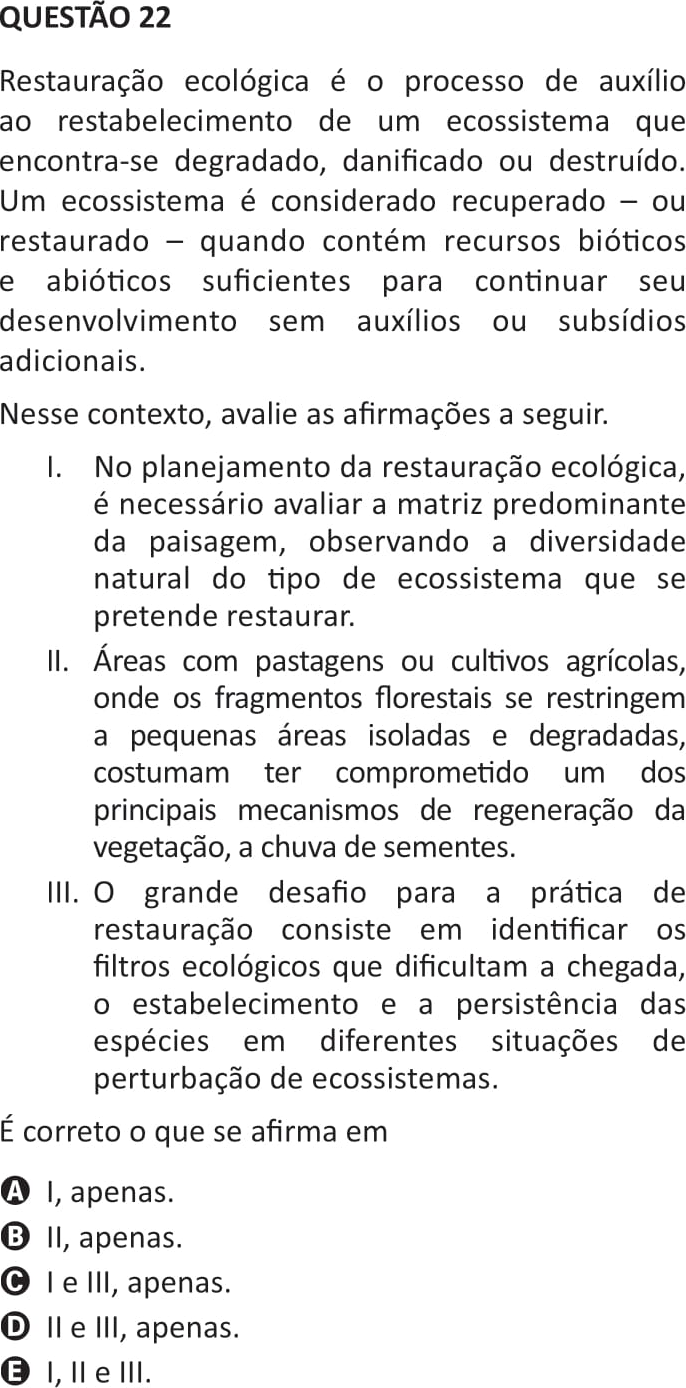 QUESTÃO 22
Restauração ecológica é o processo de auxílio
ao restabelecimento de um ecossistema que
encontra-se degradado, danificado ou destruído.
Um ecossistema é considerado recuperado – ou
restaurado – quando contém recursos bióticos
e abióticos suficientes para continuar seu
desenvolvimento sem auxílios ou subsídios
adicionais.
Nesse contexto, avalie as afirmações a seguir.
I. No planejamento da restauração ecológica,
é necessário avaliar a matriz predominante
da paisagem, observando a diversidade
natural do tipo de ecossistema que se
pretende restaurar.
II. Áreas com pastagens ou cultivos agrícolas,
onde os fragmentos florestais se restringem
a pequenas áreas isoladas e degradadas,
costumam ter comprometido um dos
principais mecanismos de regeneração da
vegetação, a chuva de sementes.
III. O grande desafio para a prática de
restauração consiste em identificar os
filtros ecológicos que dificultam a chegada,
o estabelecimento e a persistência das
espécies em diferentes situações de
perturbação de ecossistemas.
É correto o que se afirma em
A I, apenas.
B II, apenas.
C I e III, apenas.
D II e III, apenas.
E I, II e III.